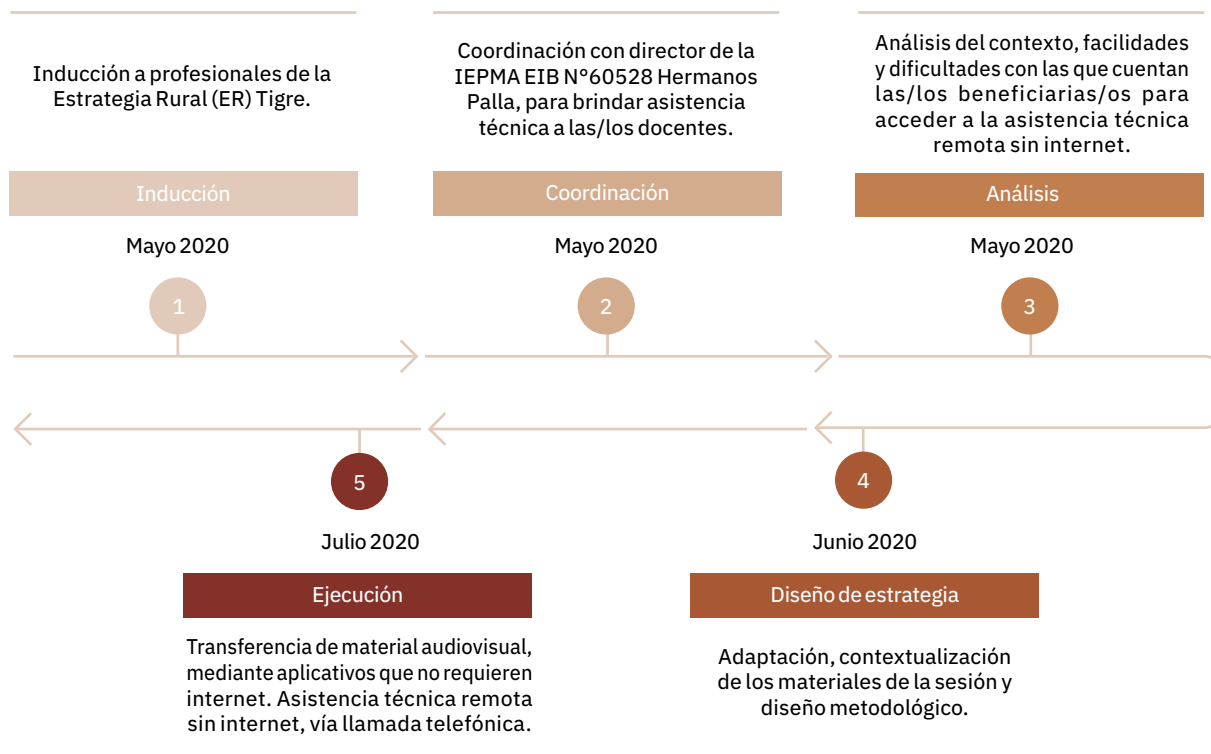 Inducción a profesionales de la
Estrategia Rural (ER) Tigre.
Inducción
Mayo 2020
1
Coordinación con director de la
IEPMA EIB N°60528 Hermanos
Palla, para brindar asistencia
técnica a las/los docentes.
Coordinación
Mayo 2020
2
Análisis del contexto, facilidades
y dificultades con las que cuentan
las/los beneficiarias/os para
acceder a la asistencia técnica
remota sin internet.
Análisis
Mayo 2020
3
4
Junio 2020
Diseño de estrategia
Adaptación, contextualización
de los materiales de la sesión y
diseño metodológico.
5
Julio 2020
Ejecución
Transferencia de material audiovisual,
mediante aplicativos que no requieren
internet. Asistencia técnica remota
sin internet, vía llamada telefónica.